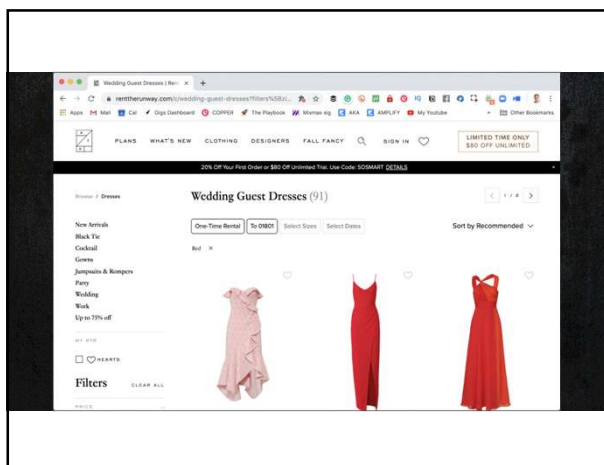 Wedding Guest Dresses | Ren
renttherunway.com/c/wedding-guest-dresses?filters%5Bzi...
Apps M Mail Cal Gigs Dashboard COPPER The Playbook Mixmax sig AKA AMPLIFY My Youtube » Other Bookmarks
PLANS WHAT'S NEW CLOTHING DESIGNERS FALL FANCY SIGN IN
LIMITED TIME ONLY
$80 OFF UNLIMITED
20% Off Your First Order or $80 Off Unlimited Trial. Use Code: SOSMART DETAILS
Browse / Dresses
Wedding Guest Dresses (91)
1 / 2
New Arrivals
Black Tie
Cocktail
Gowns
Jumpsuits & Rompers
Party
Wedding
Work
Up to 75% off
One-Time Rental To 01801 Select Sizes Select Dates
Sort by Recommended
Red ×
MY RTR
HEARTS
Filters CLEAR ALL
PRICE